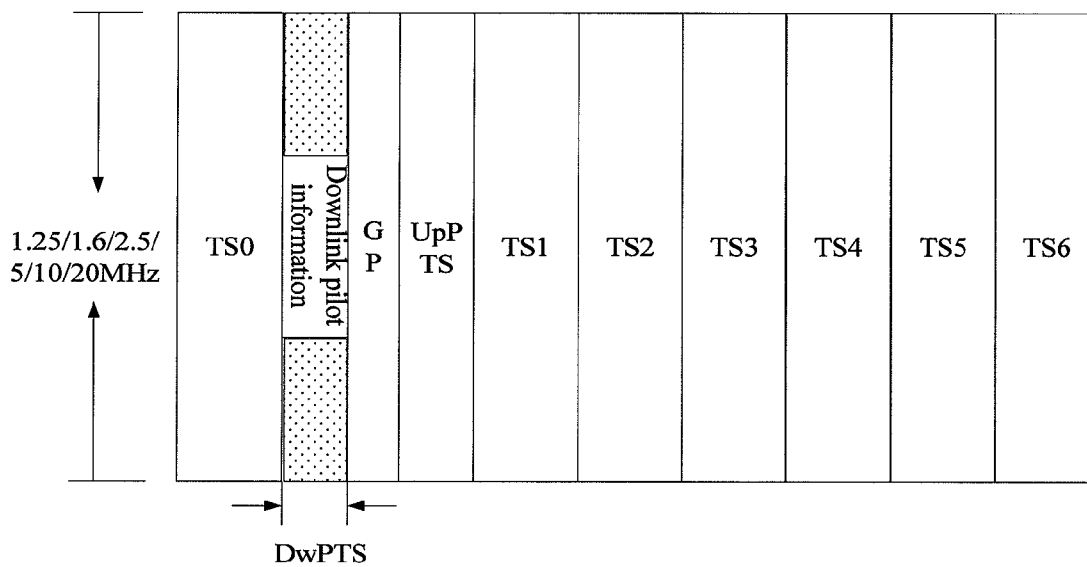 1.25/1.6/2.5/
5/10/20MHz
TS0
Downlink pilot
information
G
P
UpP
TS
TS1
TS2
TS3
TS4
TS5
TS6
DwPTS